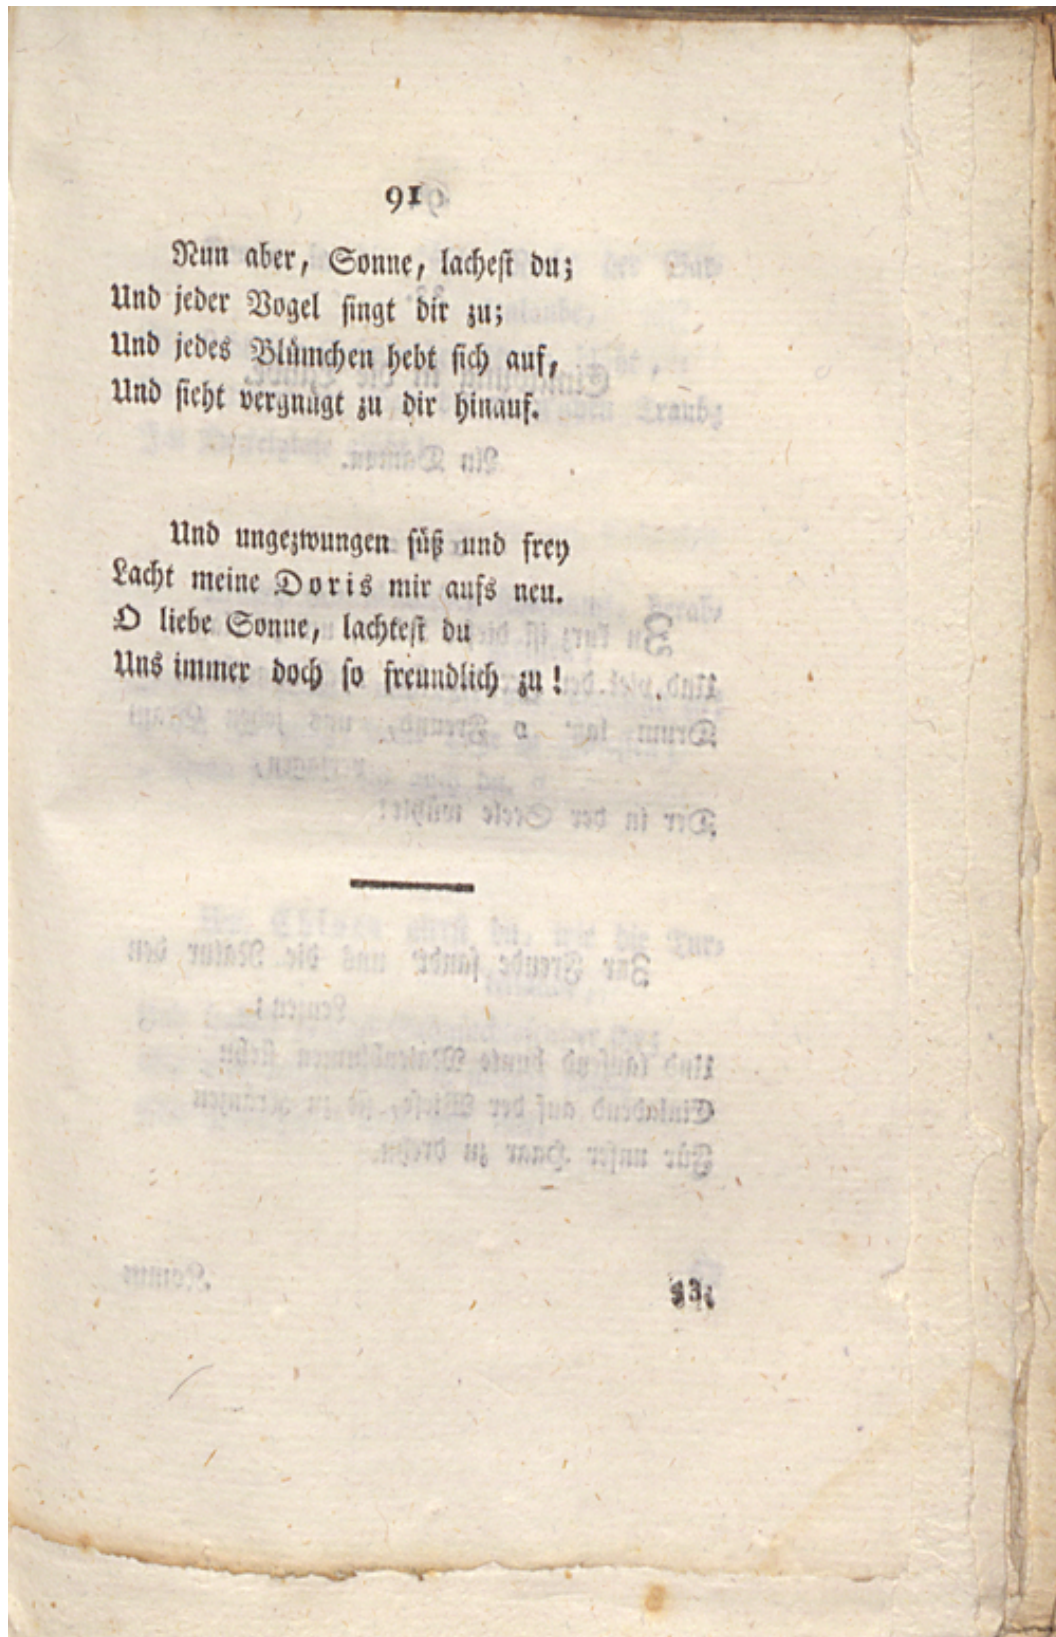 91
Nun aber, Sonne, lachest du;
Und jeder Vogel singt dir zu;
Und jedes Blümchen hebt sich auf,
Und sieht vergnügt zu dir hinauf.
Und ungezwungen süß und frey
Lacht meine Doris mir aufs neu.
O liebe Sonne, lachtest du
Uns immer doch so freundlich zu!
33.